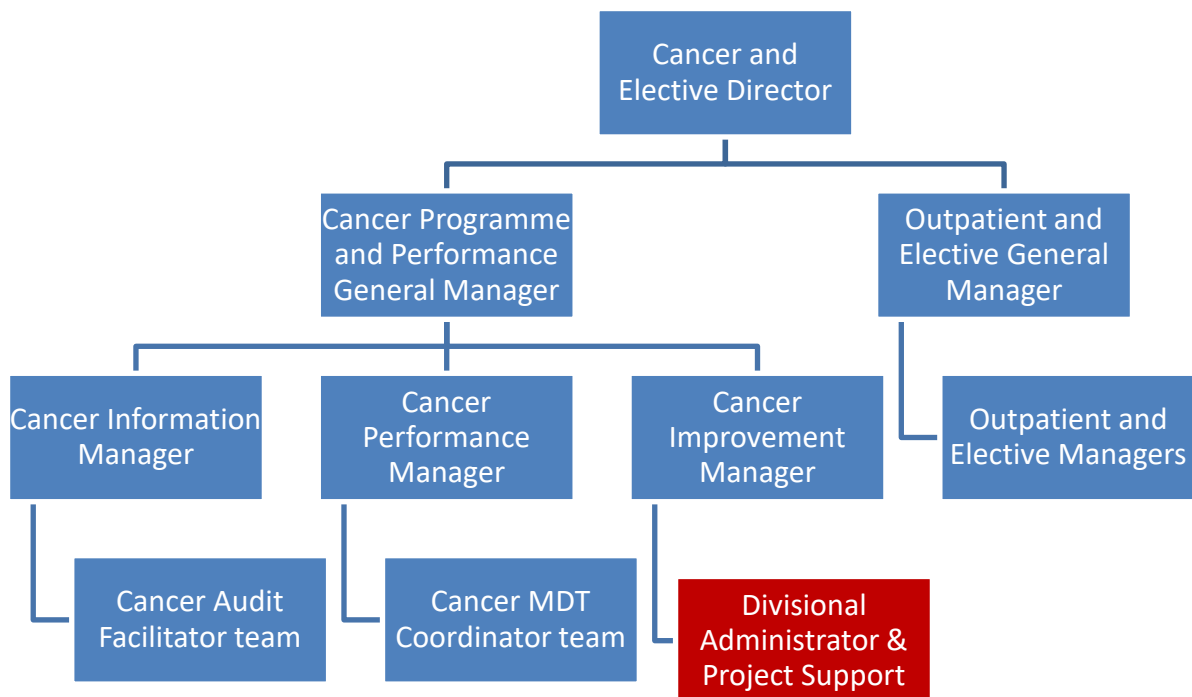 Cancer and
Elective Director
Cancer Programme
and Performance
General Manager
Outpatient and
Elective General
Manager
Cancer Information
Manager
Cancer
Performance
Manager
Cancer
Improvement
Manager
Outpatient and
Elective Managers
Cancer Audit
Facilitator team
Cancer MDT
Coordinator team
Divisional
Administrator &
Project Support